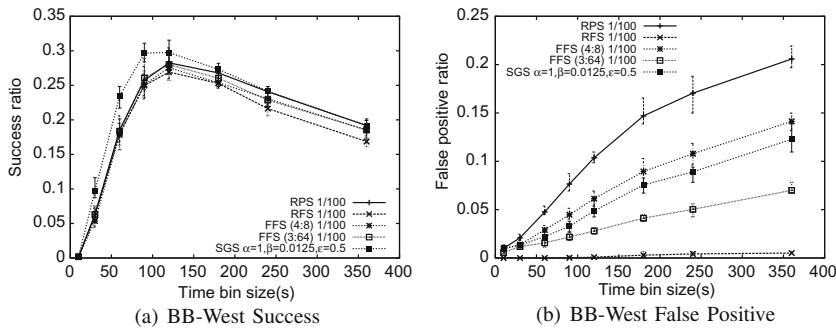 0.35
0.3
0.25
0.2
0.15
0.1
0.05
0
Success ratio
RPS 1/100
RFS 1/100
FFS (4:8) 1/100
FFS (3:64) 1/100
SGS α=1,β=0.0125,ε=0.5
0 50 100 150 200 250 300 350 400
Time bin size(s)
(a) BB-West Success
0.25
0.2
0.15
0.1
0.05
0
False positive ratio
RPS 1/100
RFS 1/100
FFS (4:8) 1/100
FFS (3:64) 1/100
SGS α=1,β=0.0125,ε=0.5
0 50 100 150 200 250 300 350 400
Time bin size(s)
(b) BB-West False Positive